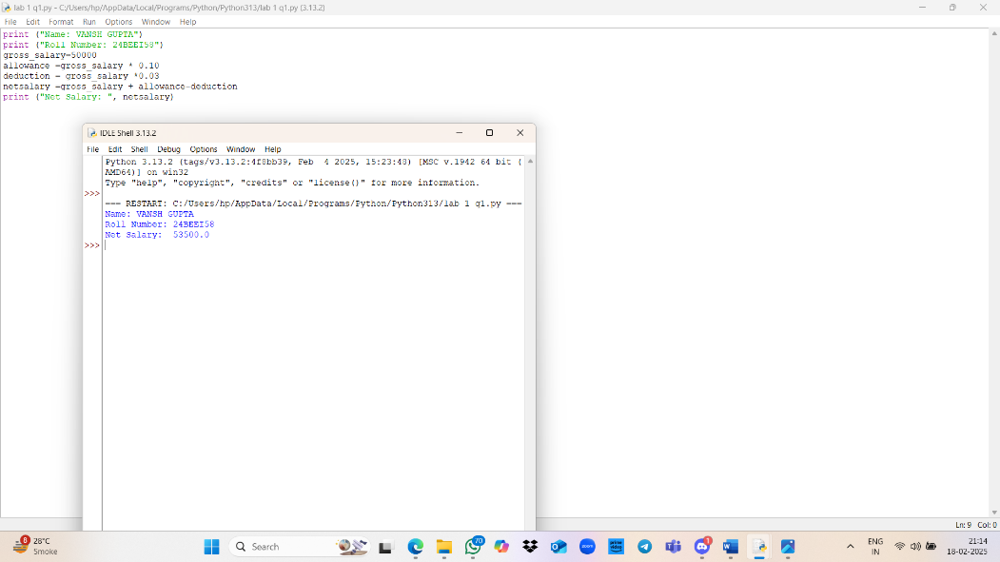 lab 1 q1.py - C:/Users/hp/AppData/Local/Programs/Python/Python313/lab 1 q1.py (3.13.2)
File Edit Format Run Options Window Help
print ("Name: VANSH GUPTA")
print ("Roll Number: 24BEEI58")
gross_salary=50000
allowance =gross_salary * 0.10
deduction = gross_salary *0.03
netsalary =gross_salary + allowance-deduction
print ("Net Salary: ", netsalary)
IDLE Shell 3.13.2
File Edit Shell Debug Options Window Help
Python 3.13.2 (tags/v3.13.2:4f8bb39, Feb  4 2025, 15:23:48) [MSC v.1942 64 bit (
AMD64)] on win32
Type "help", "copyright", "credits" or "license()" for more information.
>>>
=== RESTART: C:/Users/hp/AppData/Local/Programs/Python/Python313/lab 1 q1.py ===
Name: VANSH GUPTA
Roll Number: 24BEEI58
Net Salary:  53500.0
>>>
Ln: 9 Col: 0
8
28°C
Smoke
Search
70
zoom
prime video
1
ENG
IN
21:14
18-02-2025